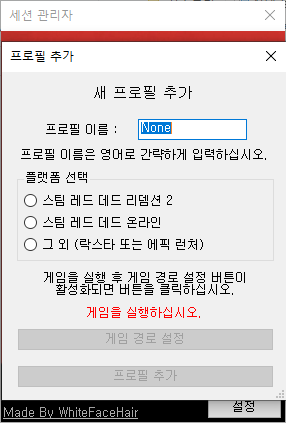 세션 관리자
프로필 추가
새 프로필 추가
프로필 이름 : None
프로필 이름은 영어로 간략하게 입력하십시오.
플랫폼 선택
스팀 레드 데드 리뎀션 2
스팀 레드 데드 온라인
그 외 (락스타 또는 에픽 런처)
게임을 실행 후 게임 경로 설정 버튼이
활성화되면 버튼을 클릭하십시오.
게임을 실행하십시오.
게임 경로 설정
프로필 추가
Made By WhiteFaceHair
설정